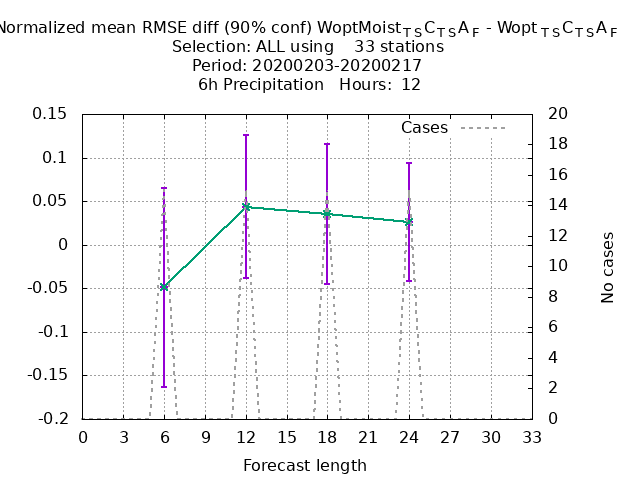 Normalized mean RMSE diff (90% conf) WoptMoist_TSC_TSA_F - Wopt_TSC_TSA_F
Selection: ALL using 33 stations
Period: 20200203-20200217
6h Precipitation Hours: 12
Cases
0.15
0.1
0.05
0
-0.05
-0.1
-0.15
-0.2
20
18
16
14
12
10
8
6
4
2
0
No cases
0 3 6 9 12 15 18 21 24 27 30 33
Forecast length